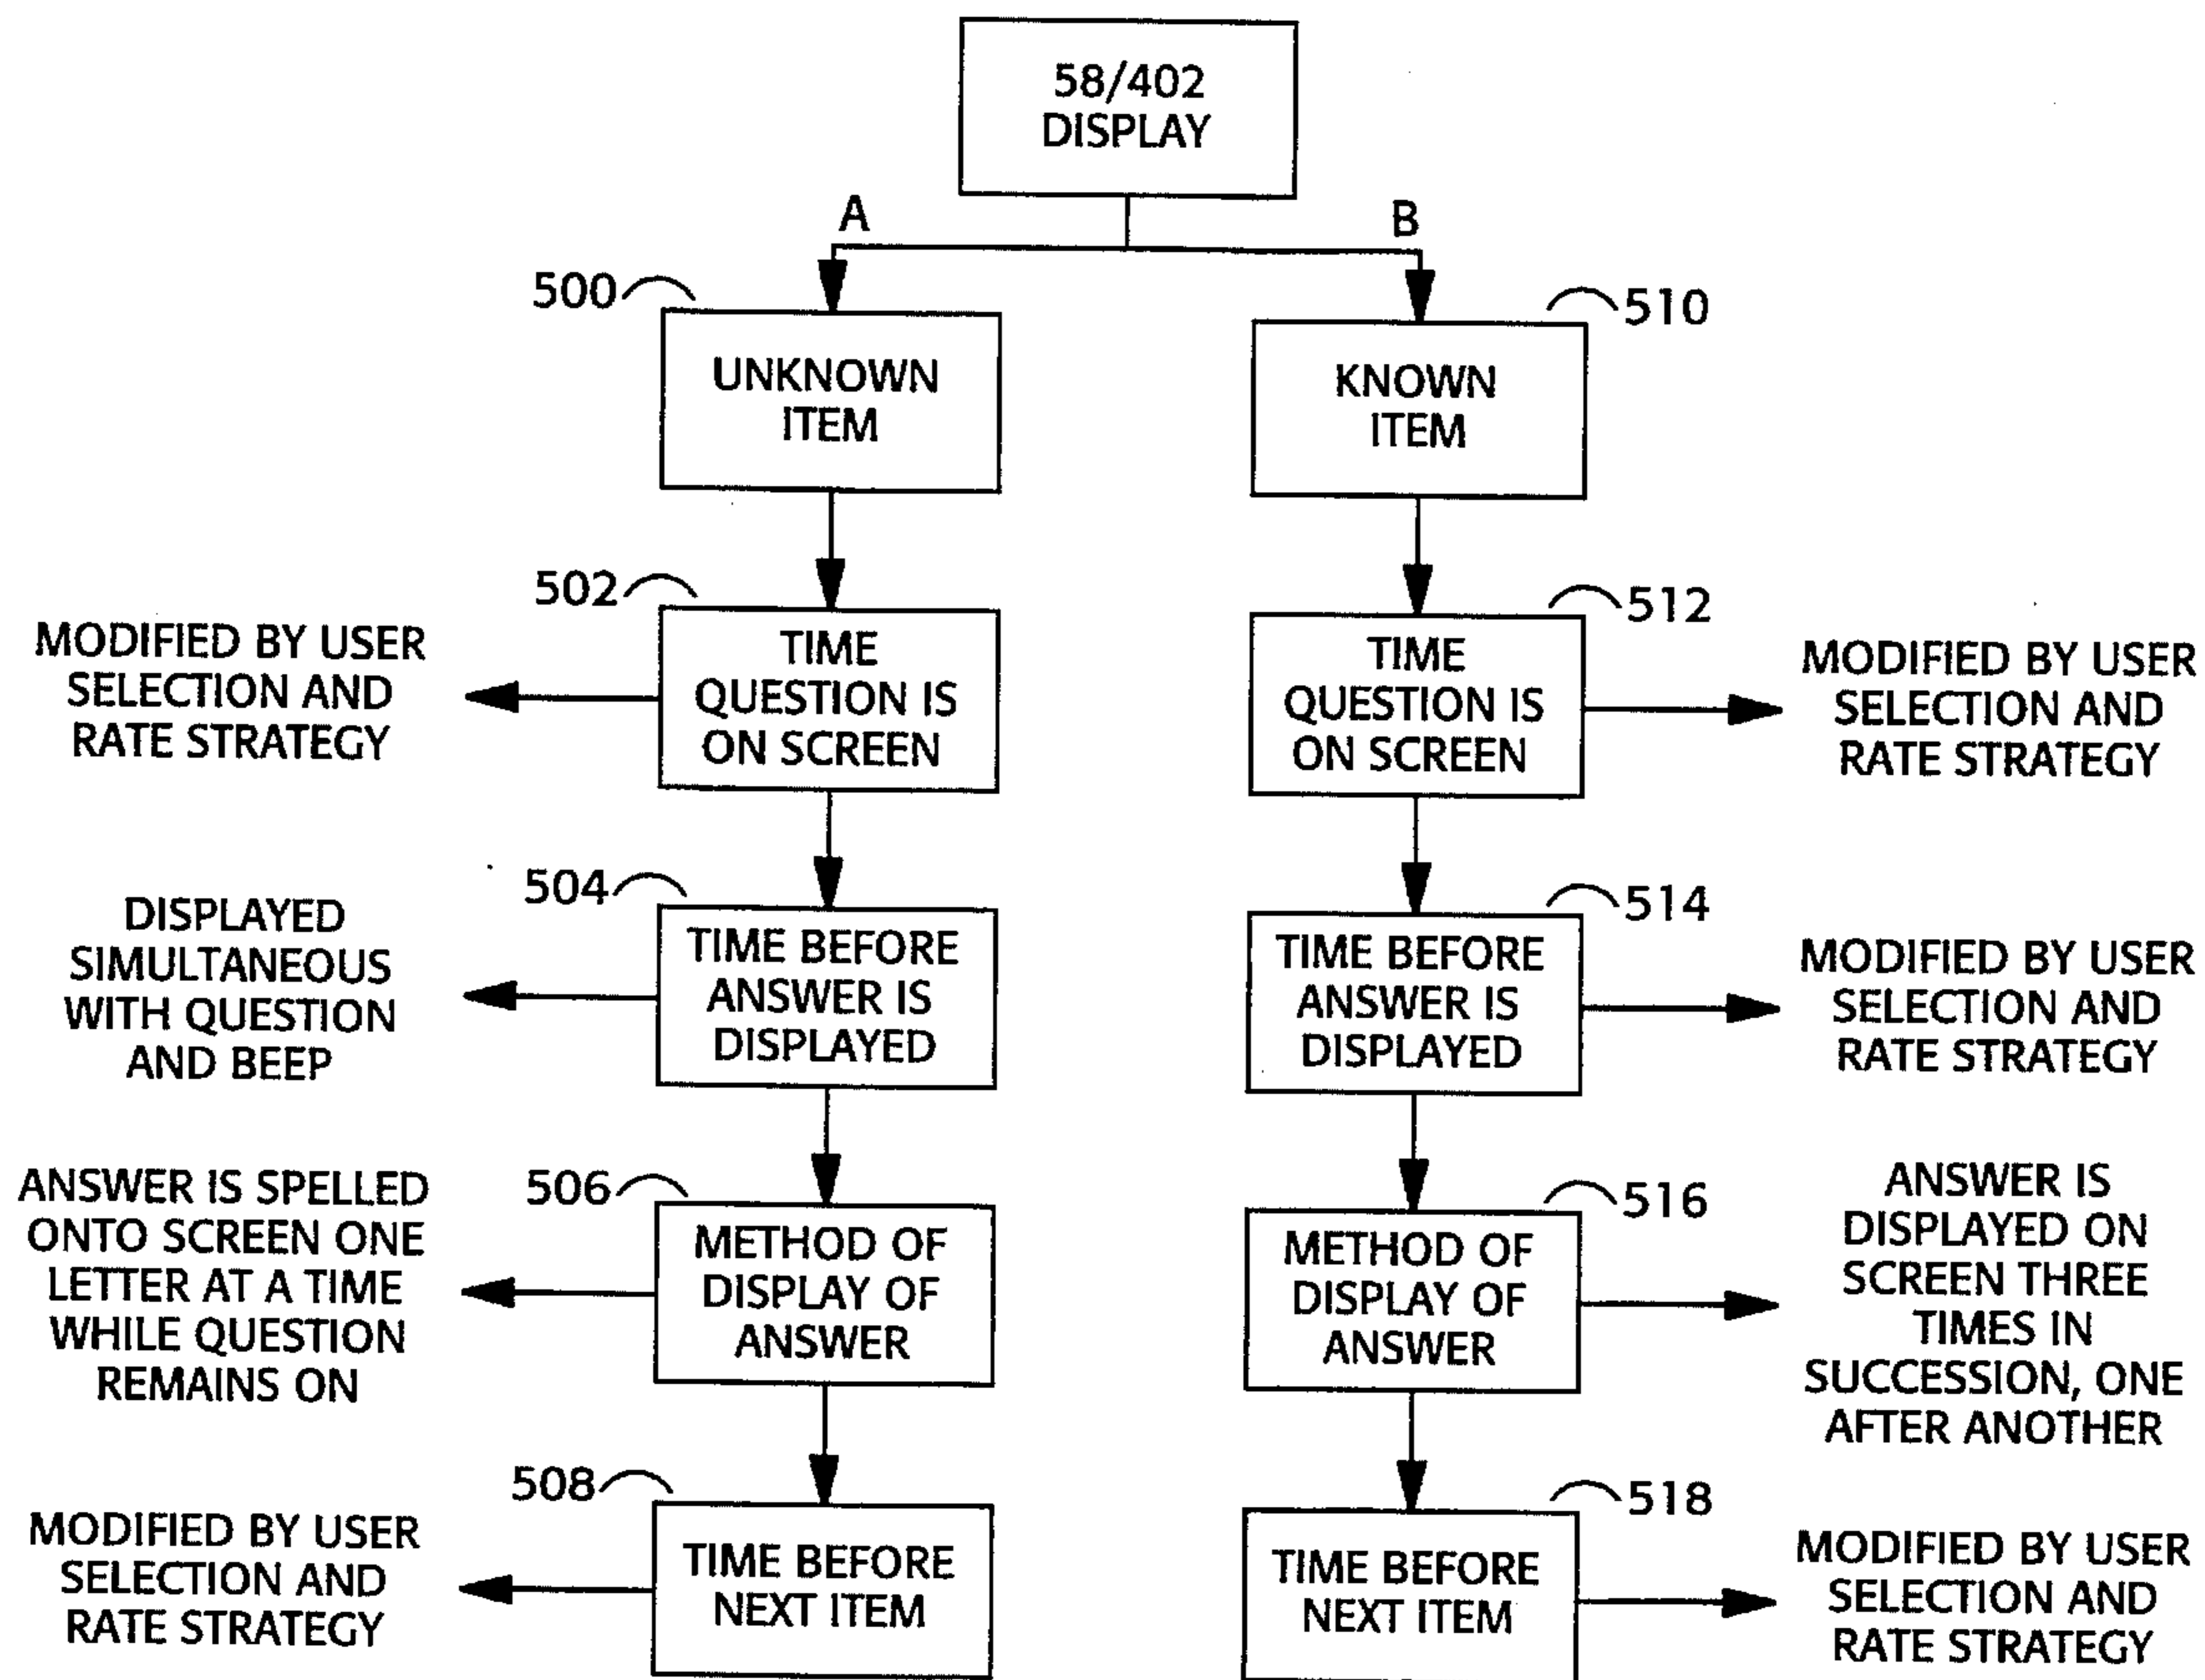 58/402
DISPLAY
A
B
500
UNKNOWN
ITEM
510
KNOWN
ITEM
502
TIME
QUESTION IS
ON SCREEN
MODIFIED BY USER
SELECTION AND
RATE STRATEGY
512
TIME
QUESTION IS
ON SCREEN
MODIFIED BY USER
SELECTION AND
RATE STRATEGY
504
TIME BEFORE
ANSWER IS
DISPLAYED
DISPLAYED
SIMULTANEOUS
WITH QUESTION
AND BEEP
514
TIME BEFORE
ANSWER IS
DISPLAYED
MODIFIED BY USER
SELECTION AND
RATE STRATEGY
506
METHOD OF
DISPLAY OF
ANSWER
ANSWER IS SPELLED
ONTO SCREEN ONE
LETTER AT A TIME
WHILE QUESTION
REMAINS ON
516
METHOD OF
DISPLAY OF
ANSWER
ANSWER IS
DISPLAYED ON
SCREEN THREE
TIMES IN
SUCCESSION, ONE
AFTER ANOTHER
508
TIME BEFORE
NEXT ITEM
MODIFIED BY USER
SELECTION AND
RATE STRATEGY
518
TIME BEFORE
NEXT ITEM
MODIFIED BY USER
SELECTION AND
RATE STRATEGY